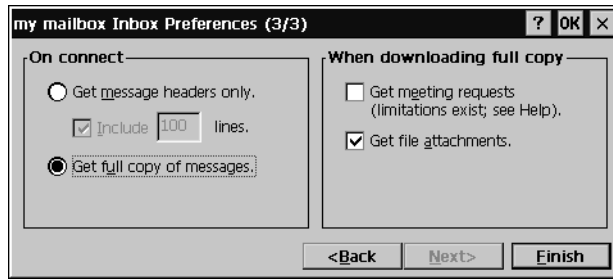 my mailbox Inbox Preferences (3/3) ? OK ×
On connect
Get message headers only.
Include 100 lines.
Get full copy of messages.
When downloading full copy
Get meeting requests
(limitations exist; see Help).
Get file attachments.
<Back Next> Finish